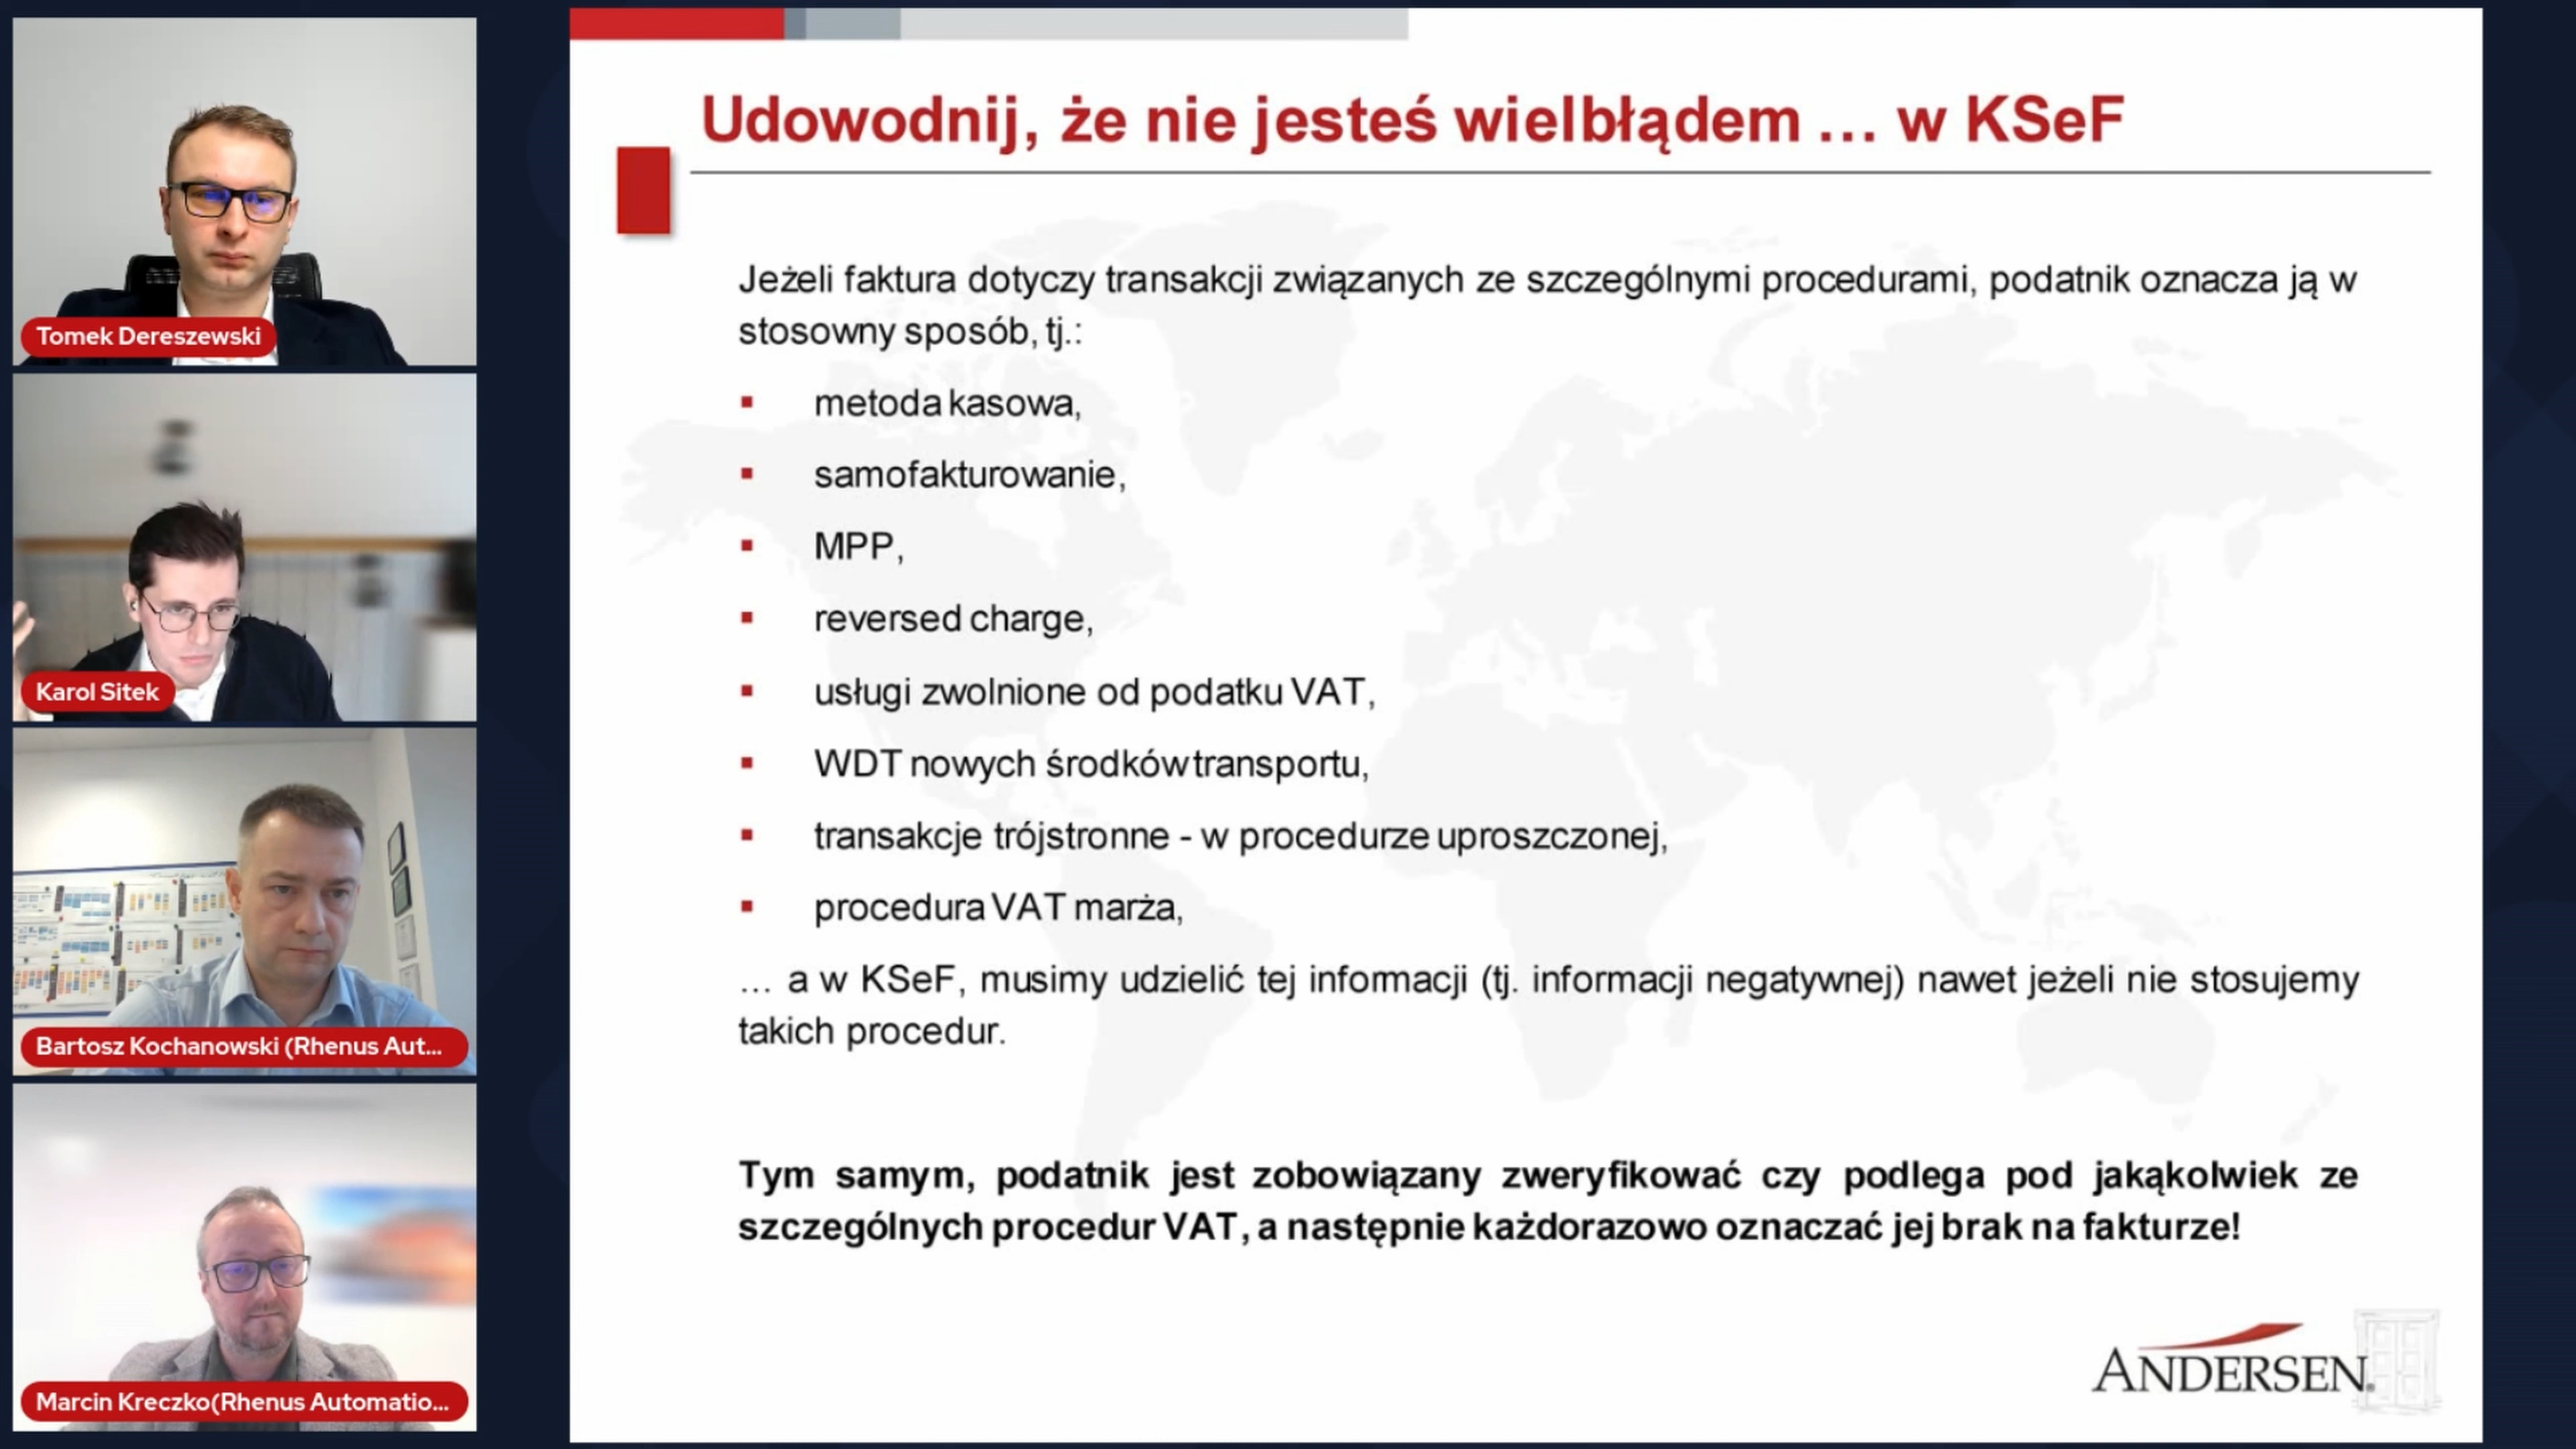 Tomek Dereszewski
Karol Sitek
Bartosz Kochanowski (Rhenus Aut...
Marcin Kreczko(Rhenus Automatio...
Udowodnij, że nie jesteś wielbłądem ... w KSeF
Jeżeli faktura dotyczy transakcji związanych ze szczególnymi procedurami, podatnik oznacza ją w
stosowny sposób, tj.:
▪ metoda kasowa,
▪ samofakturowanie,
▪ MPP,
▪ reversed charge,
▪ usługi zwolnione od podatku VAT,
▪ WDT nowych środków transportu,
▪ transakcje trójstronne - w procedurze uproszczonej,
▪ procedura VAT marża,
... a w KSeF, musimy udzielić tej informacji (tj. informacji negatywnej) nawet jeżeli nie stosujemy
takich procedur.
Tym samym, podatnik jest zobowiązany zweryfikować czy podlega pod jakąkolwiek ze
szczególnych procedur VAT, a następnie każdorazowo oznaczać jej brak na fakturze!
ANDERSEN.